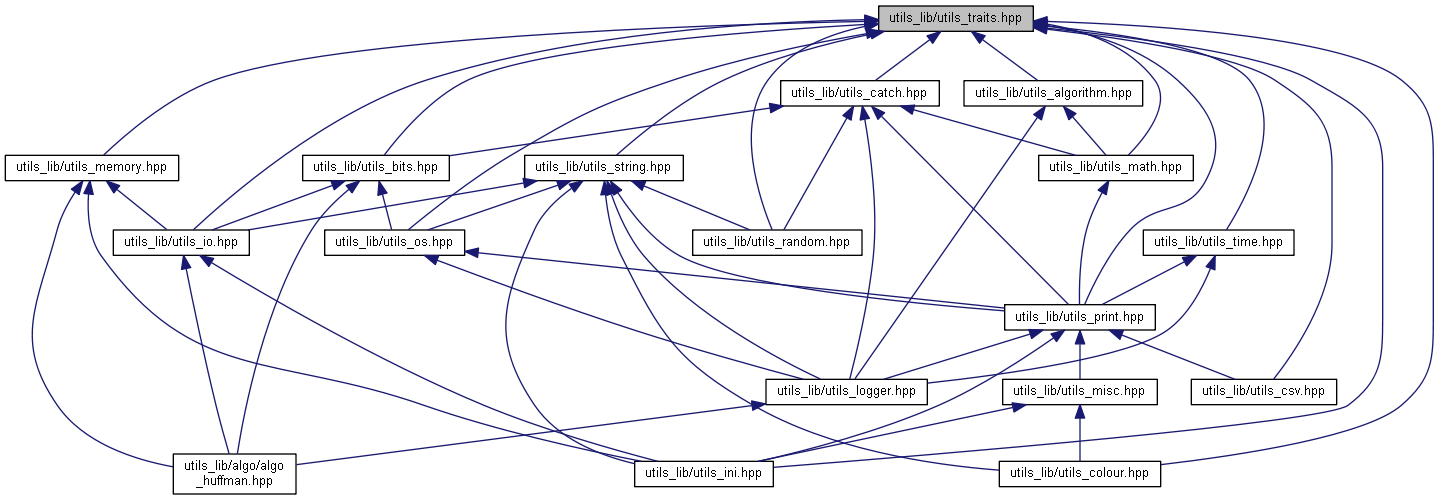 utils_lib/utils_traits.hpp
utils_lib/utils_catch.hpp
utils_lib/utils_algorithm.hpp
utils_lib/utils_memory.hpp
utils_lib/utils_bits.hpp
utils_lib/utils_string.hpp
utils_lib/utils_math.hpp
utils_lib/utils_io.hpp
utils_lib/utils_os.hpp
utils_lib/utils_random.hpp
utils_lib/utils_time.hpp
utils_lib/utils_print.hpp
utils_lib/utils_logger.hpp
utils_lib/utils_misc.hpp
utils_lib/utils_csv.hpp
utils_lib/algo/algo
_huffman.hpp
utils_lib/utils_ini.hpp
utils_lib/utils_colour.hpp